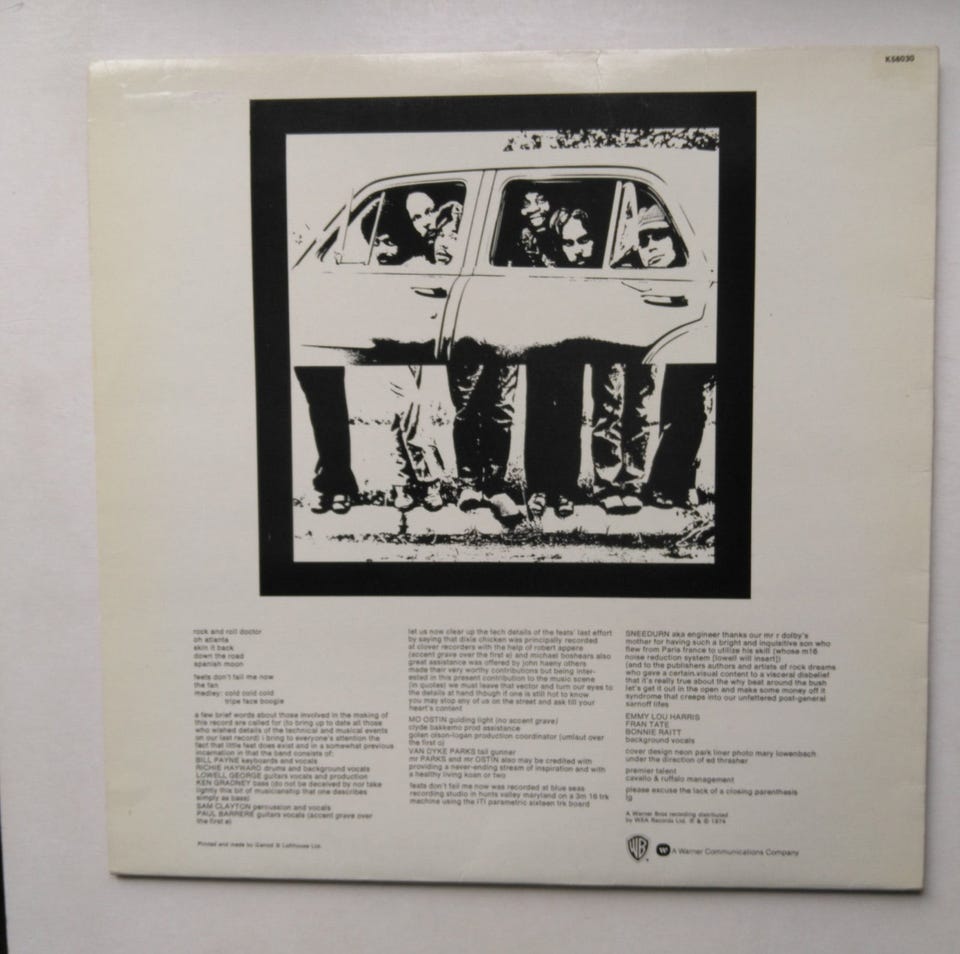 K56030
rock and roll doctor
oh atlanta
skin it back
down the road
spanish moon
feels don't fail me now
the fan
medley: cold cold cold
tripe face boogie
a few brief words about those involved in the making of
this record are called for (to bring up to date all those
who wished details of the technical and musical events
on our last record) i bring to everyone's attention the
fact that little feat does exist and in a somewhat previous
incarnation in that the band consists of:
BILL PAYNE keyboards and vocals
RICHIE HAYWARD drums and background vocals
LOWELL GEORGE guitars vocals and production
KEN GRADNEY bass (do not be deceived by nor take
lightly this bit of musicianship that one describes
simply as bass)
SAM CLAYTON percussion and vocals
PAUL BARRERE guitars vocals (accent grave over
the first e)
Printed and made by Garrod & Lofthouse Ltd.
let us now clear up the tech details of the feats' last effort
by saying that dixie chicken was principally recorded
at clover recorders with the help of robert appere
(accent grave over the first e) and michael boshears also
great assistance was offered by john haeny others
made their very worthy contributions but being inter-
ested in this present contribution to the music scene
(in quotes) we must leave that vector and turn our eyes to
the details at hand though if one is still hot to know
you may stop any of us on the street and ask till your
heart's content
MO OSTIN guiding light (no accent grave)
clyde bakkemo prod assistance
golen olson-logan production coordinator (umlaut over
the first o)
VAN DYKE PARKS tail gunner
mr PARKS and mr OSTIN also may be credited with
providing a never-ending stream of inspiration and with
a healthy living koan or two
feats don't fail me now was recorded at blue seas
recording studio in hunts valley maryland on a 3m 16 trk
machine using the ITI parametric sixteen trk board
SNEEDURN aka engineer thanks our mr r dolby's
mother for having such a bright and inquisitive son who
flew from Paris france to utilize his skill (whose m16
noise reduction system [lowell will insert])
(and to the publishers authors and artists of rock dreams
who gave a certain.visual content to a visceral disbelief
that it's really true about the why beat around the bush
let's get it out in the open and make some money off it
syndrome that creeps into our unfettered post-general
sarnoff lifes
EMMY LOU HARRIS
FRAN TATE
BONNIE RAITT
background vocals
cover design neon park liner photo mary lowenbach
under the direction of ed thrasher
premier talent
cavallo & ruffalo management
please excuse the lack of a closing parenthesis
lg
A Warner Bros recording distributed
by WEA Records Ltd. ℗ & © 1974
WB
W A Warner Communications Company